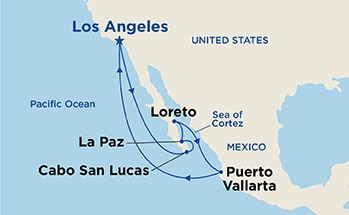 Los Angeles
UNITED STATES
Pacific Ocean
Loreto
Sea of
Cortez
La Paz
MEXICO
Cabo San Lucas
Puerto
Vallarta